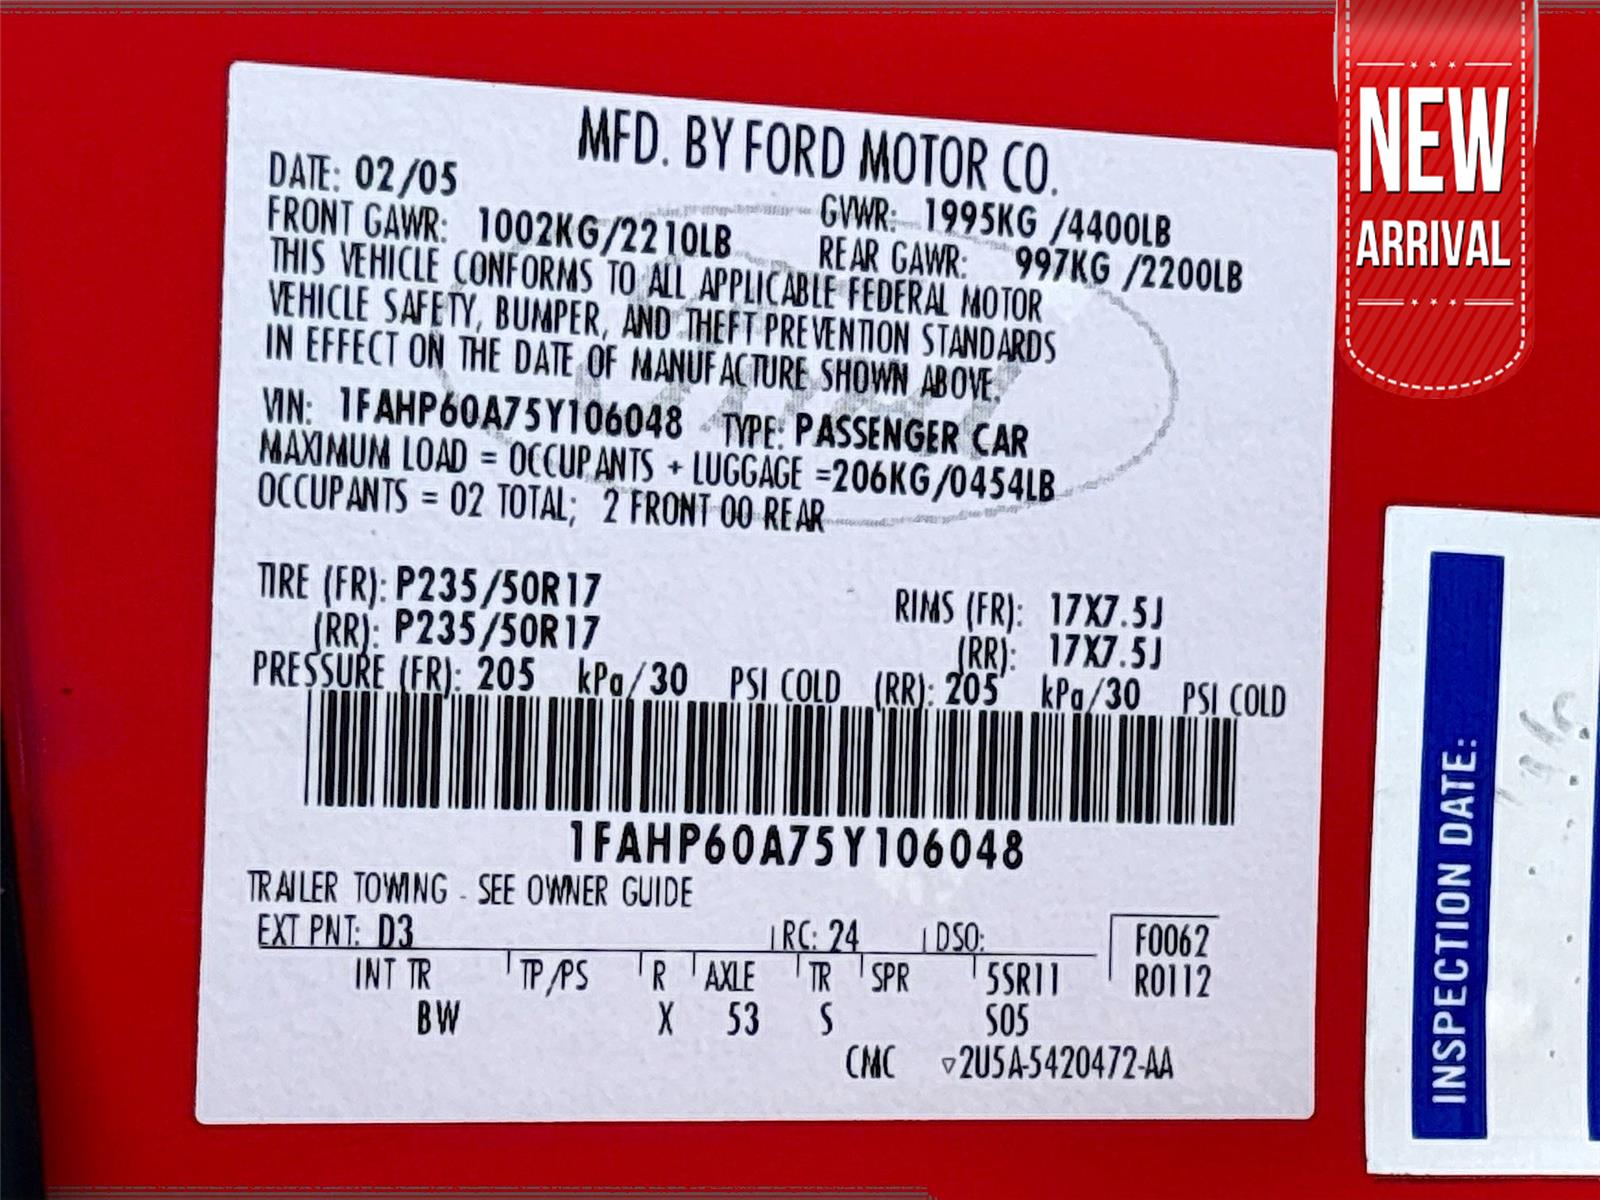 MFD. BY FORD MOTOR CO.
DATE: 02/05
GVWR: 1995KG /4400LB
FRONT GAWR: 1002KG/2210LB
REAR GAWR: 997KG /2200LB
THIS VEHICLE CONFORMS TO ALL APPLICABLE FEDERAL MOTOR
VEHICLE SAFETY, BUMPER, AND THEFT PREVENTION STANDARDS
IN EFFECT ON THE DATE OF MANUFACTURE SHOWN ABOVE.
VIN: 1FAHP60A75Y106048 TYPE: PASSENGER CAR
MAXIMUM LOAD = OCCUPANTS + LUGGAGE =206KG/0454LB
OCCUPANTS = 02 TOTAL; 2 FRONT 00 REAR
TIRE (FR): P235/50R17 RIMS (FR): 17X7.5J
(RR): P235/50R17 (RR): 17X7.5J
PRESSURE (FR): 205 kPa/30 PSI COLD (RR): 205 kPa/30 PSI COLD
1FAHP60A75Y106048
TRAILER TOWING - SEE OWNER GUIDE
EXT PNT: D3 RC: 24 DSO: F0062
INT TR TP/PS R AXLE TR SPR 5SR11 R0112
BW X 53 S S05
CMC ▿2U5A-5420472-AA
NEW
ARRIVAL
INSPECTION DATE: